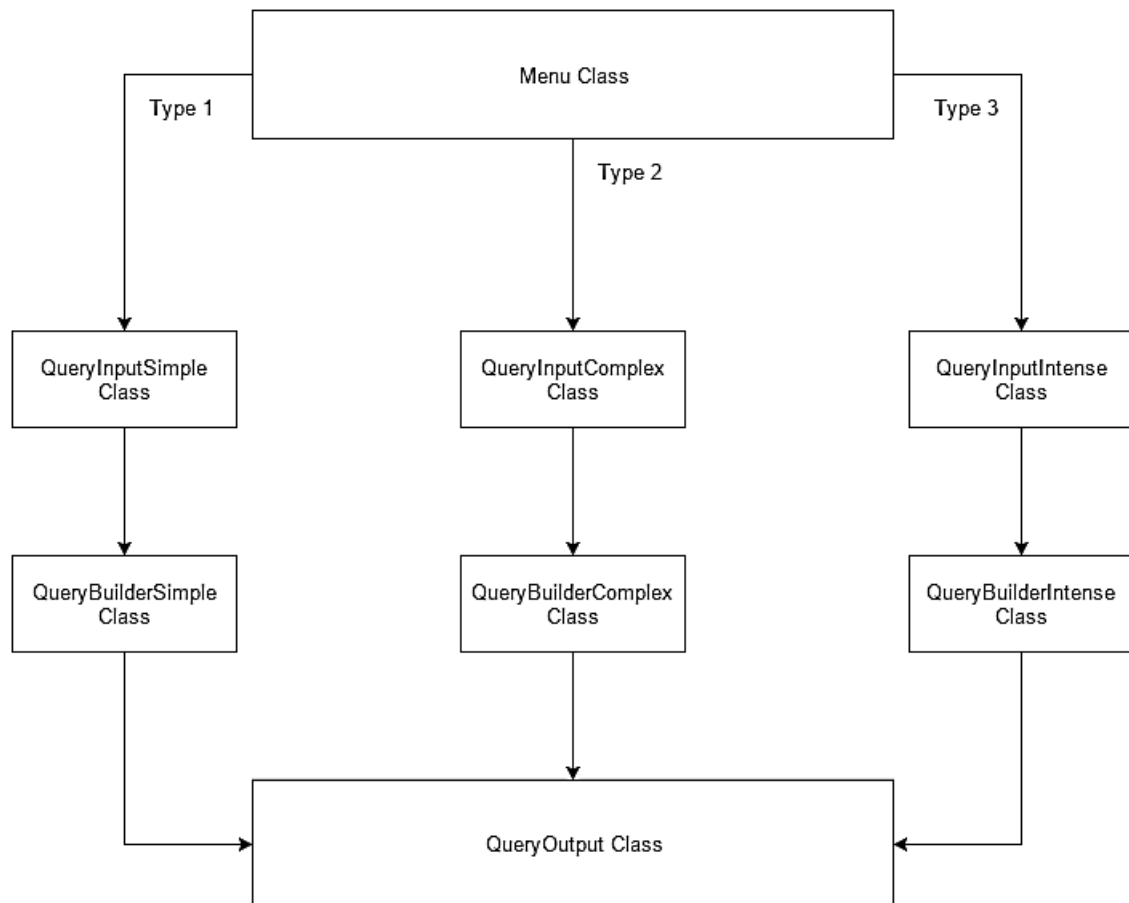 Menu Class
Type 1
Type 3
Type 2
QueryInputSimple
Class
QueryInputComplex
Class
QueryInputIntense
Class
QueryBuilderSimple
Class
QueryBuilderComplex
Class
QueryBuilderIntense
Class
QueryOutput Class